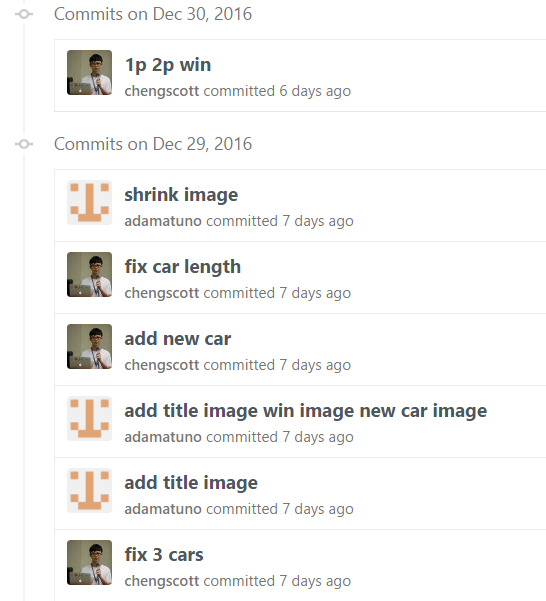 Commits on Dec 30, 2016
1p 2p win
chengscott committed 6 days ago
Commits on Dec 29, 2016
shrink image
adamatuno committed 7 days ago
fix car length
chengscott committed 7 days ago
add new car
chengscott committed 7 days ago
add title image win image new car image
adamatuno committed 7 days ago
add title image
adamatuno committed 7 days ago
fix 3 cars
chengscott committed 7 days ago